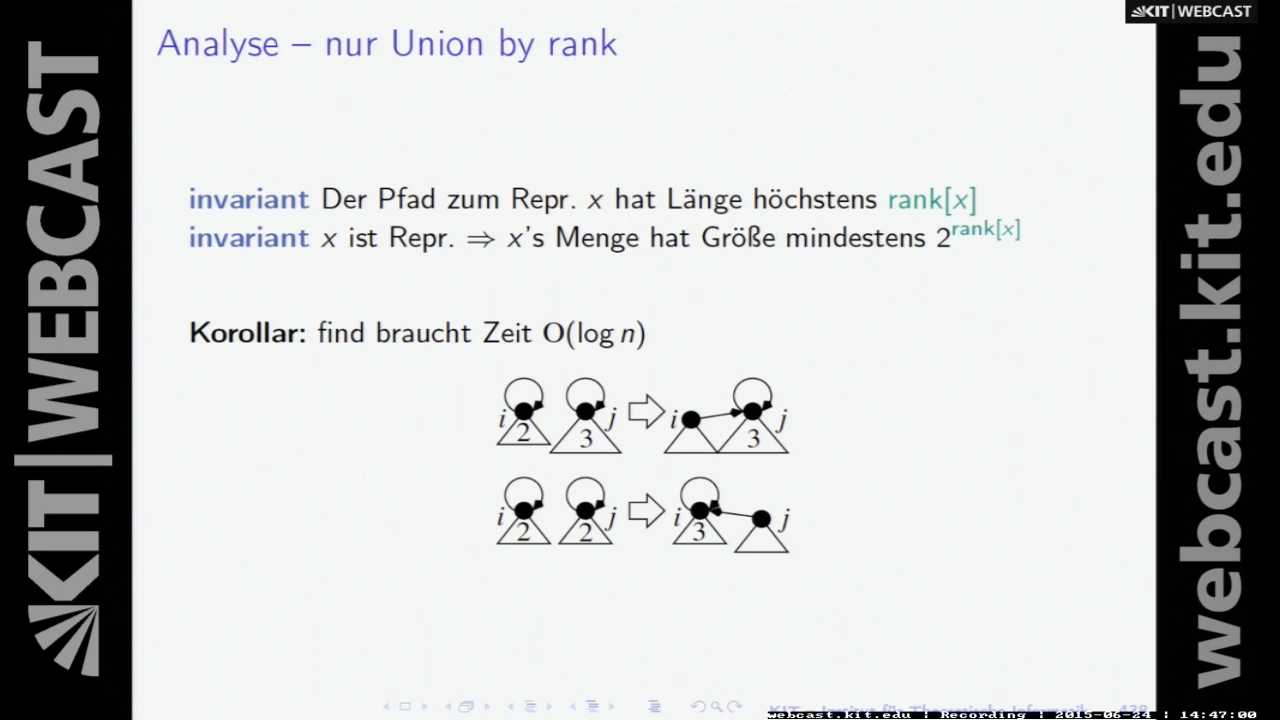 KIT|WEBCAST
Analyse – nur Union by rank
invariant Der Pfad zum Repr. x hat Länge höchstens rank[x]
invariant x ist Repr. ⇒ x's Menge hat Größe mindestens 2^rank[x]
Korollar: find braucht Zeit O(log n)
i 2 3 j i 3 j
i 2 2 j i 3 j
KIT|WEBCAST
webcast.kit.edu
webcast.kit.edu : Recording : 2015-06-24 : 14:47:00